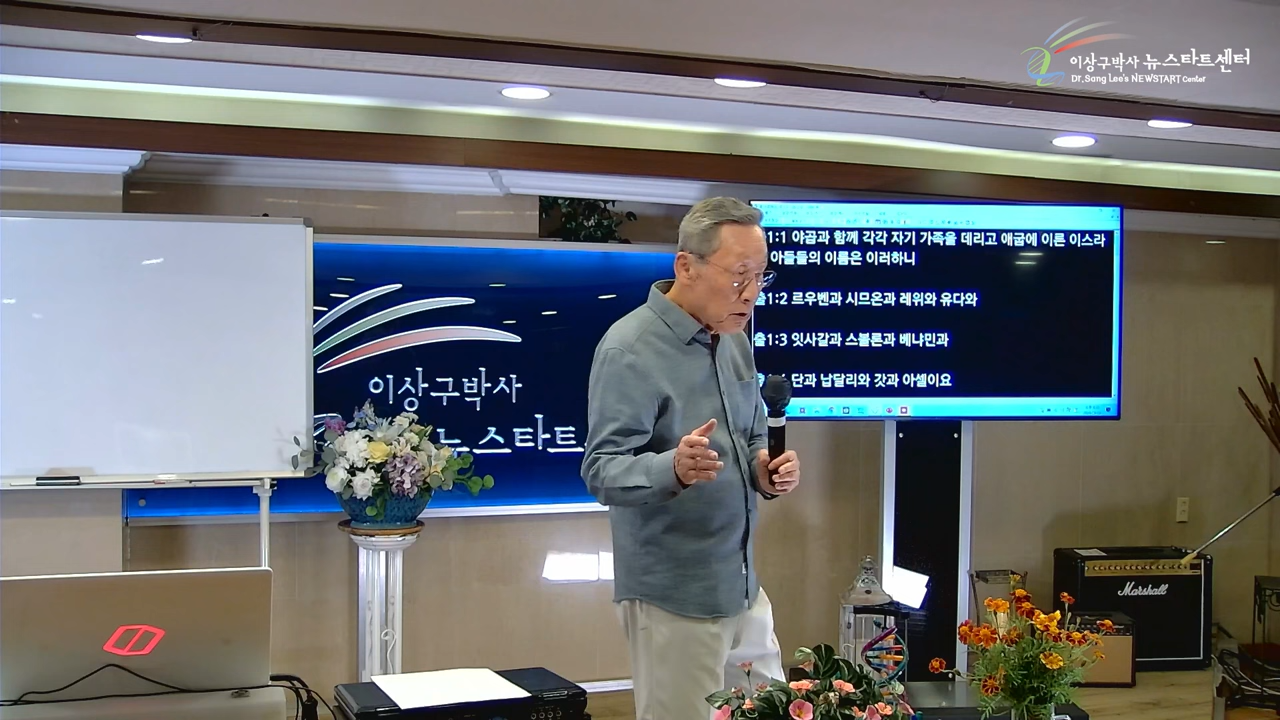 이상구박사 뉴스타트센터
Dr. Sang Lee's NEWSTART Center
1:1 야곱과 함께 각각 자기 가족을 데리고 애굽에 이른 이스라
아들들의 이름은 이러하니
출1:2 르우벤과 시므온과 레위와 유다와
출1:3 잇사갈과 스불론과 베냐민과
단과 납달리와 갓과 아셀이요
이상구박사
뉴스타트
Marshall